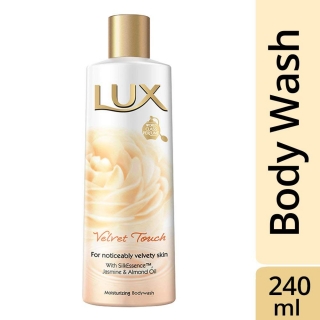 LUX
Velvet Touch
For noticeably velvety skin
With SilkEssence™,
Jasmine & Almond Oil
Moisturizing Bodywash
Body Wash
240
ml